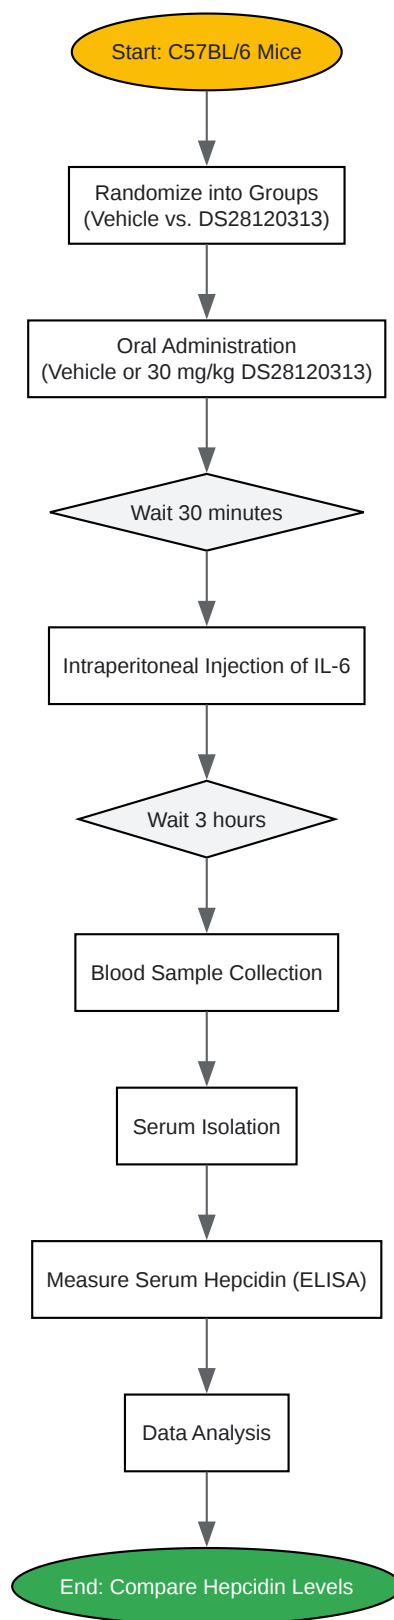 Start: C57BL/6 Mice
Randomize into Groups
(Vehicle vs. DS28120313)
Oral Administration
(Vehicle or 30 mg/kg DS28120313)
Wait 30 minutes
Intraperitoneal Injection of IL-6
Wait 3 hours
Blood Sample Collection
Serum Isolation
Measure Serum Hepcidin (ELISA)
Data Analysis
End: Compare Hepcidin Levels